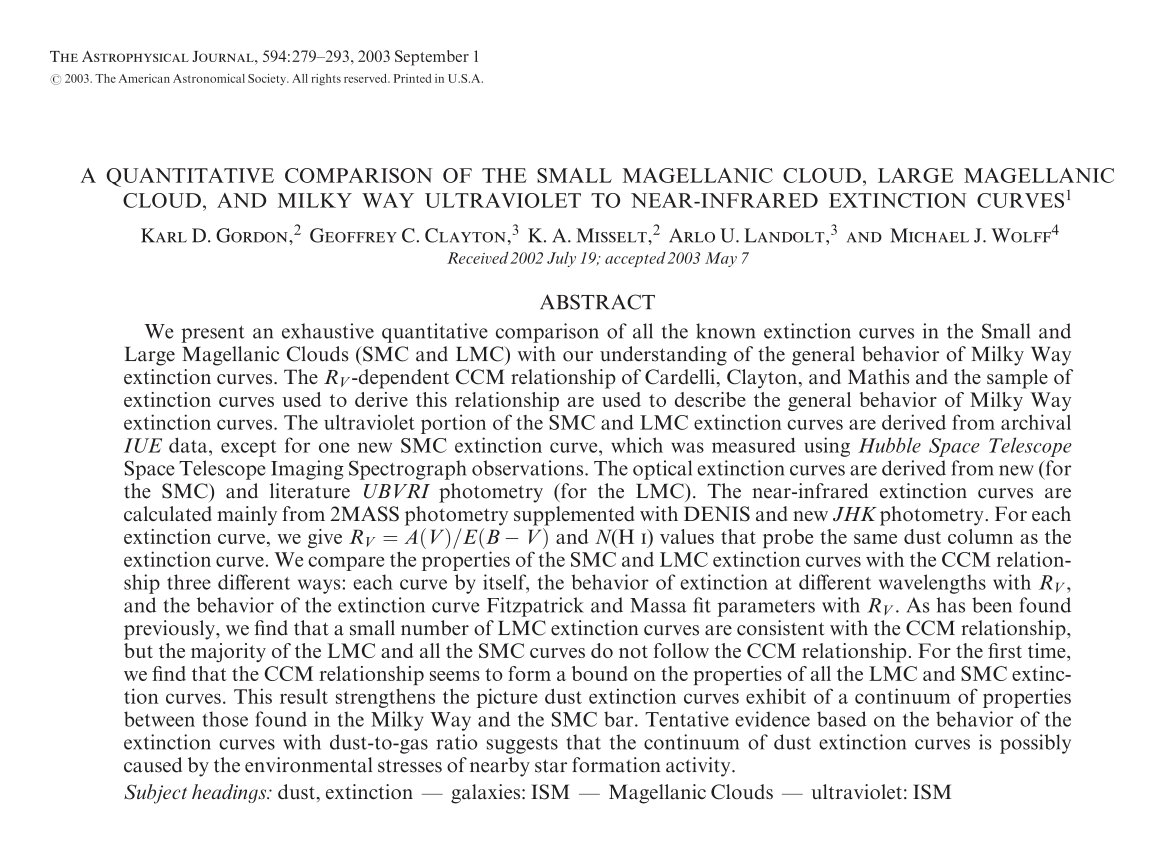 THE ASTROPHYSICAL JOURNAL, 594:279–293, 2003 September 1
© 2003. The American Astronomical Society. All rights reserved. Printed in U.S.A.
A QUANTITATIVE COMPARISON OF THE SMALL MAGELLANIC CLOUD, LARGE MAGELLANIC
CLOUD, AND MILKY WAY ULTRAVIOLET TO NEAR-INFRARED EXTINCTION CURVES¹
KARL D. GORDON,² GEOFFREY C. CLAYTON,³ K. A. MISSELT,² ARLO U. LANDOLT,³ AND MICHAEL J. WOLFF⁴
Received 2002 July 19; accepted 2003 May 7
ABSTRACT
We present an exhaustive quantitative comparison of all the known extinction curves in the Small and
Large Magellanic Clouds (SMC and LMC) with our understanding of the general behavior of Milky Way
extinction curves. The R_V-dependent CCM relationship of Cardelli, Clayton, and Mathis and the sample of
extinction curves used to derive this relationship are used to describe the general behavior of Milky Way
extinction curves. The ultraviolet portion of the SMC and LMC extinction curves are derived from archival
IUE data, except for one new SMC extinction curve, which was measured using Hubble Space Telescope
Space Telescope Imaging Spectrograph observations. The optical extinction curves are derived from new (for
the SMC) and literature UBVRI photometry (for the LMC). The near-infrared extinction curves are
calculated mainly from 2MASS photometry supplemented with DENIS and new JHK photometry. For each
extinction curve, we give R_V = A(V)/E(B − V) and N(H I) values that probe the same dust column as the
extinction curve. We compare the properties of the SMC and LMC extinction curves with the CCM relation-
ship three different ways: each curve by itself, the behavior of extinction at different wavelengths with R_V,
and the behavior of the extinction curve Fitzpatrick and Massa fit parameters with R_V. As has been found
previously, we find that a small number of LMC extinction curves are consistent with the CCM relationship,
but the majority of the LMC and all the SMC curves do not follow the CCM relationship. For the first time,
we find that the CCM relationship seems to form a bound on the properties of all the LMC and SMC extinc-
tion curves. This result strengthens the picture dust extinction curves exhibit of a continuum of properties
between those found in the Milky Way and the SMC bar. Tentative evidence based on the behavior of the
extinction curves with dust-to-gas ratio suggests that the continuum of dust extinction curves is possibly
caused by the environmental stresses of nearby star formation activity.
Subject headings: dust, extinction — galaxies: ISM — Magellanic Clouds — ultraviolet: ISM